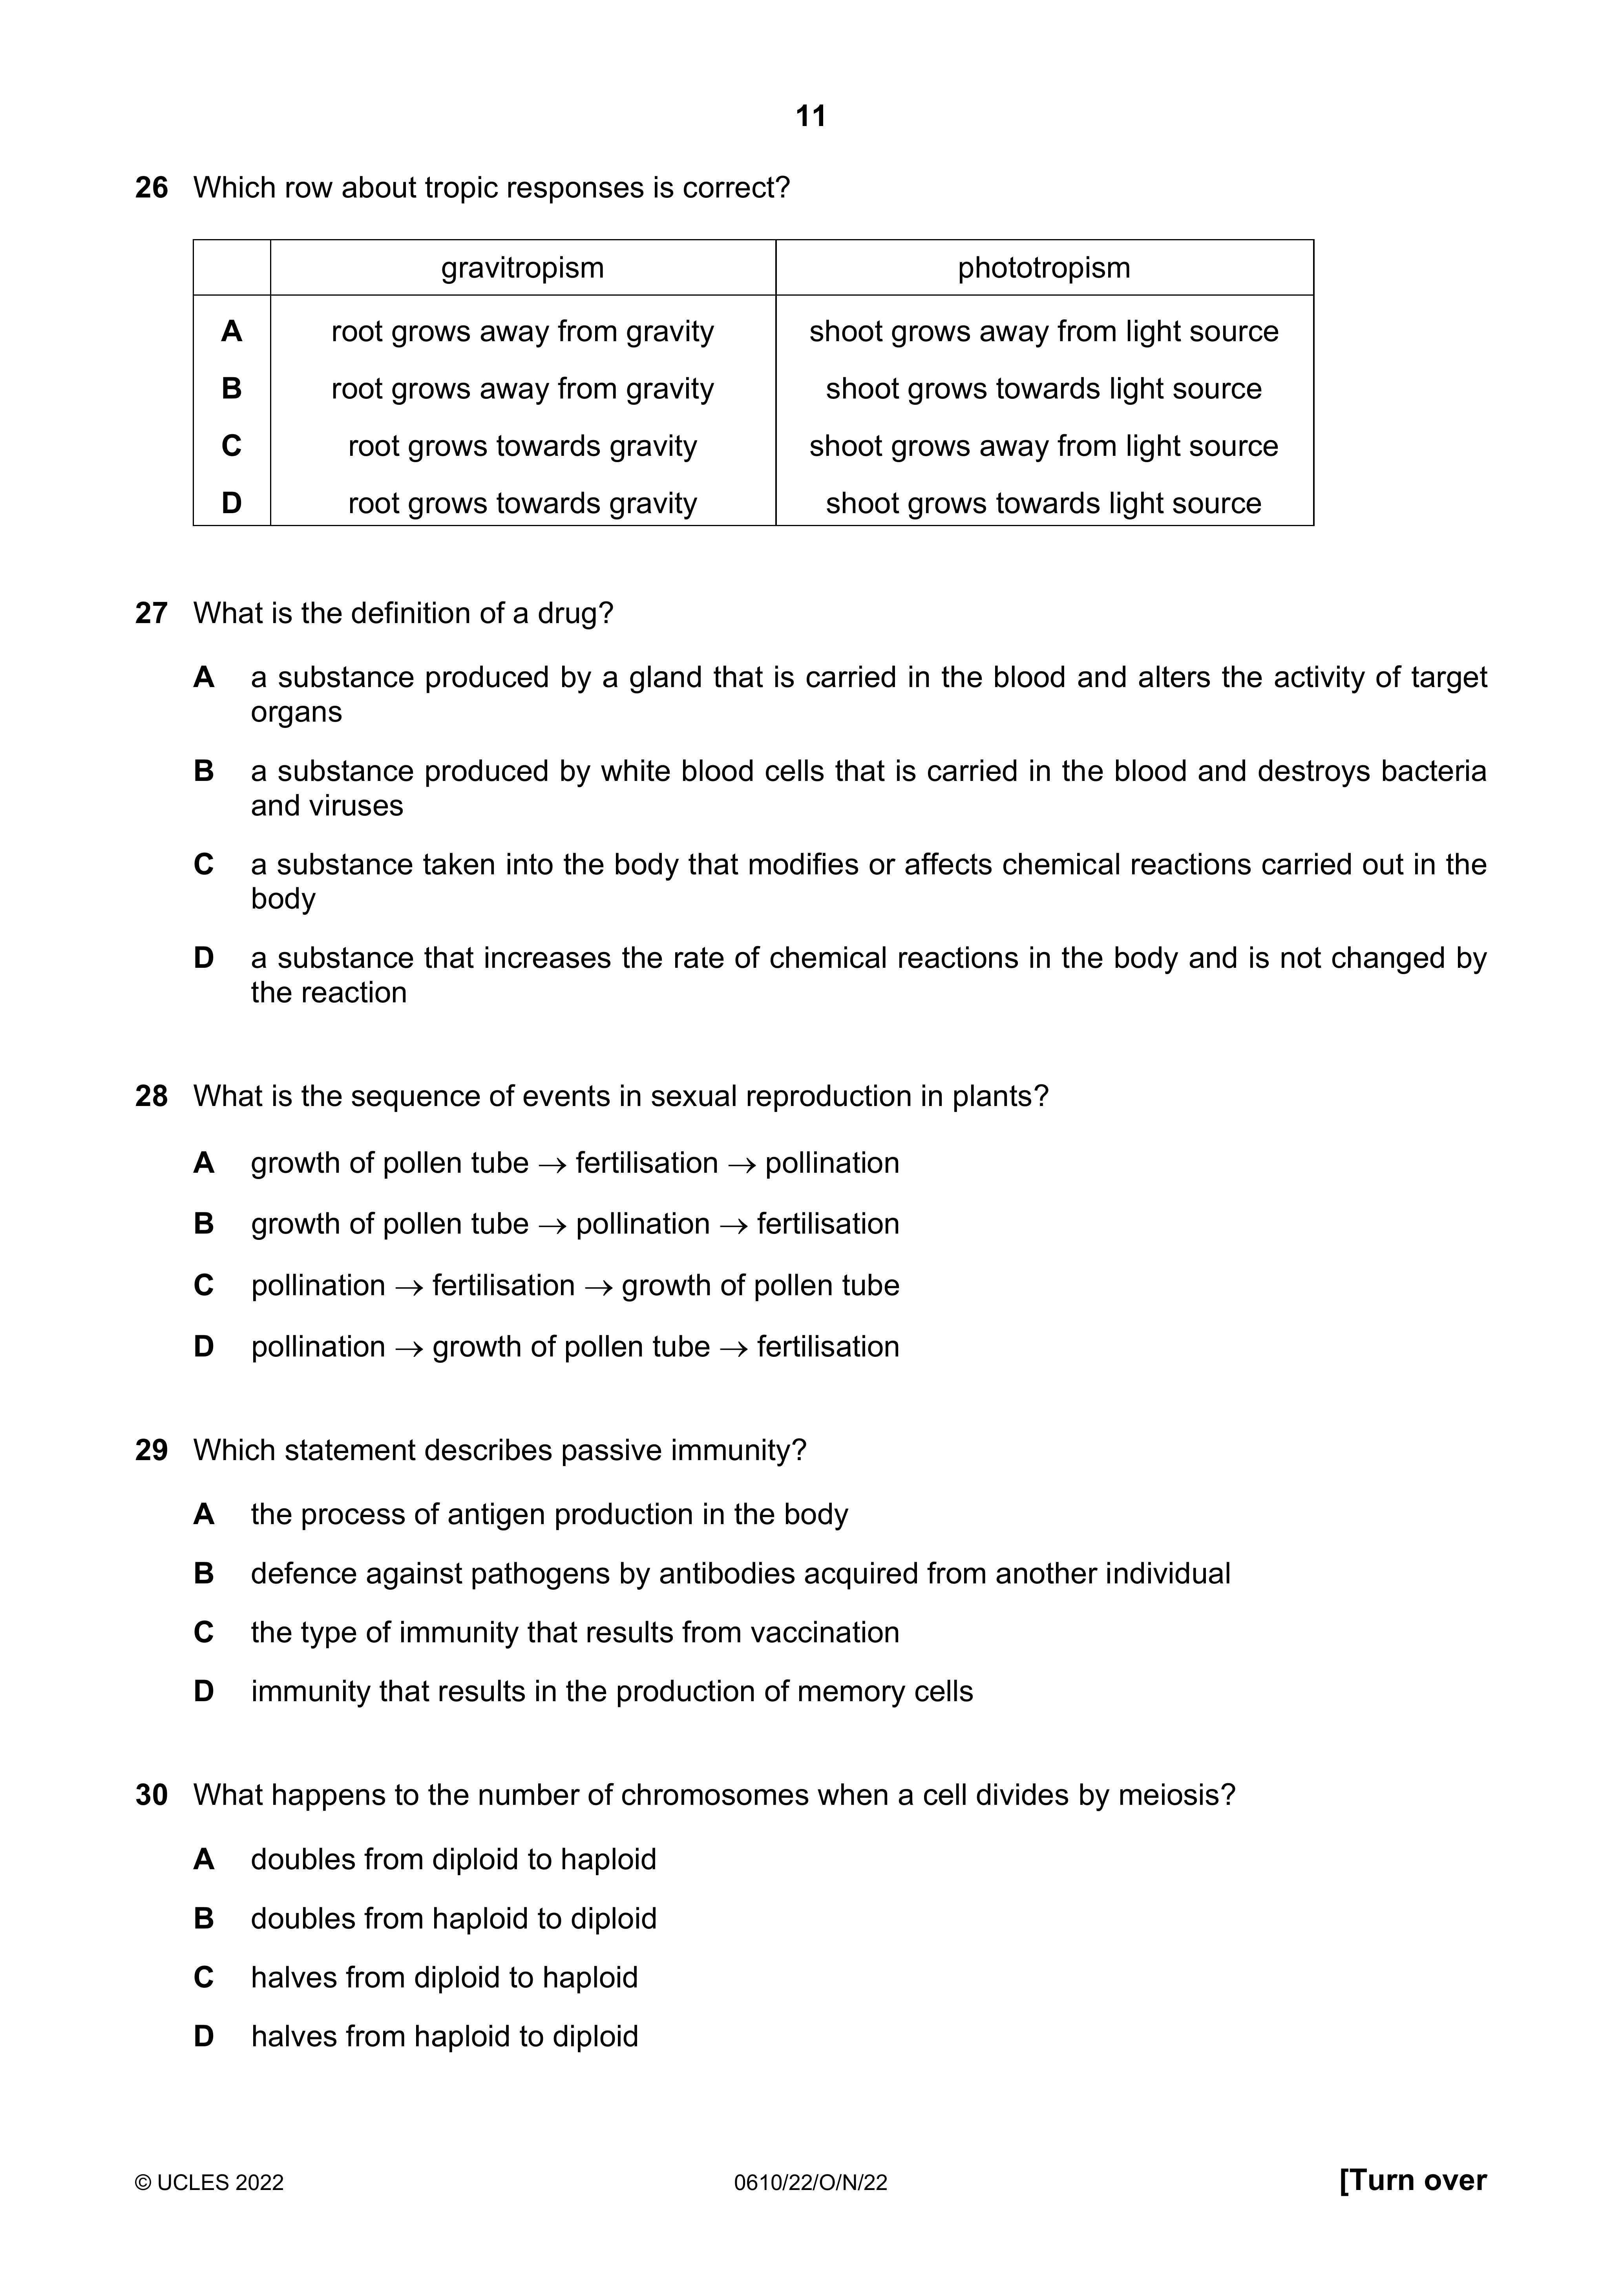 11
26 Which row about tropic responses is correct?
gravitropism phototropism
A root grows away from gravity shoot grows away from light source
B root grows away from gravity shoot grows towards light source
C root grows towards gravity shoot grows away from light source
D root grows towards gravity shoot grows towards light source
27 What is the definition of a drug?
A a substance produced by a gland that is carried in the blood and alters the activity of target
organs
B a substance produced by white blood cells that is carried in the blood and destroys bacteria
and viruses
C a substance taken into the body that modifies or affects chemical reactions carried out in the
body
D a substance that increases the rate of chemical reactions in the body and is not changed by
the reaction
28 What is the sequence of events in sexual reproduction in plants?
A growth of pollen tube → fertilisation → pollination
B growth of pollen tube → pollination → fertilisation
C pollination → fertilisation → growth of pollen tube
D pollination → growth of pollen tube → fertilisation
29 Which statement describes passive immunity?
A the process of antigen production in the body
B defence against pathogens by antibodies acquired from another individual
C the type of immunity that results from vaccination
D immunity that results in the production of memory cells
30 What happens to the number of chromosomes when a cell divides by meiosis?
A doubles from diploid to haploid
B doubles from haploid to diploid
C halves from diploid to haploid
D halves from haploid to diploid
© UCLES 2022 0610/22/O/N/22 [Turn over